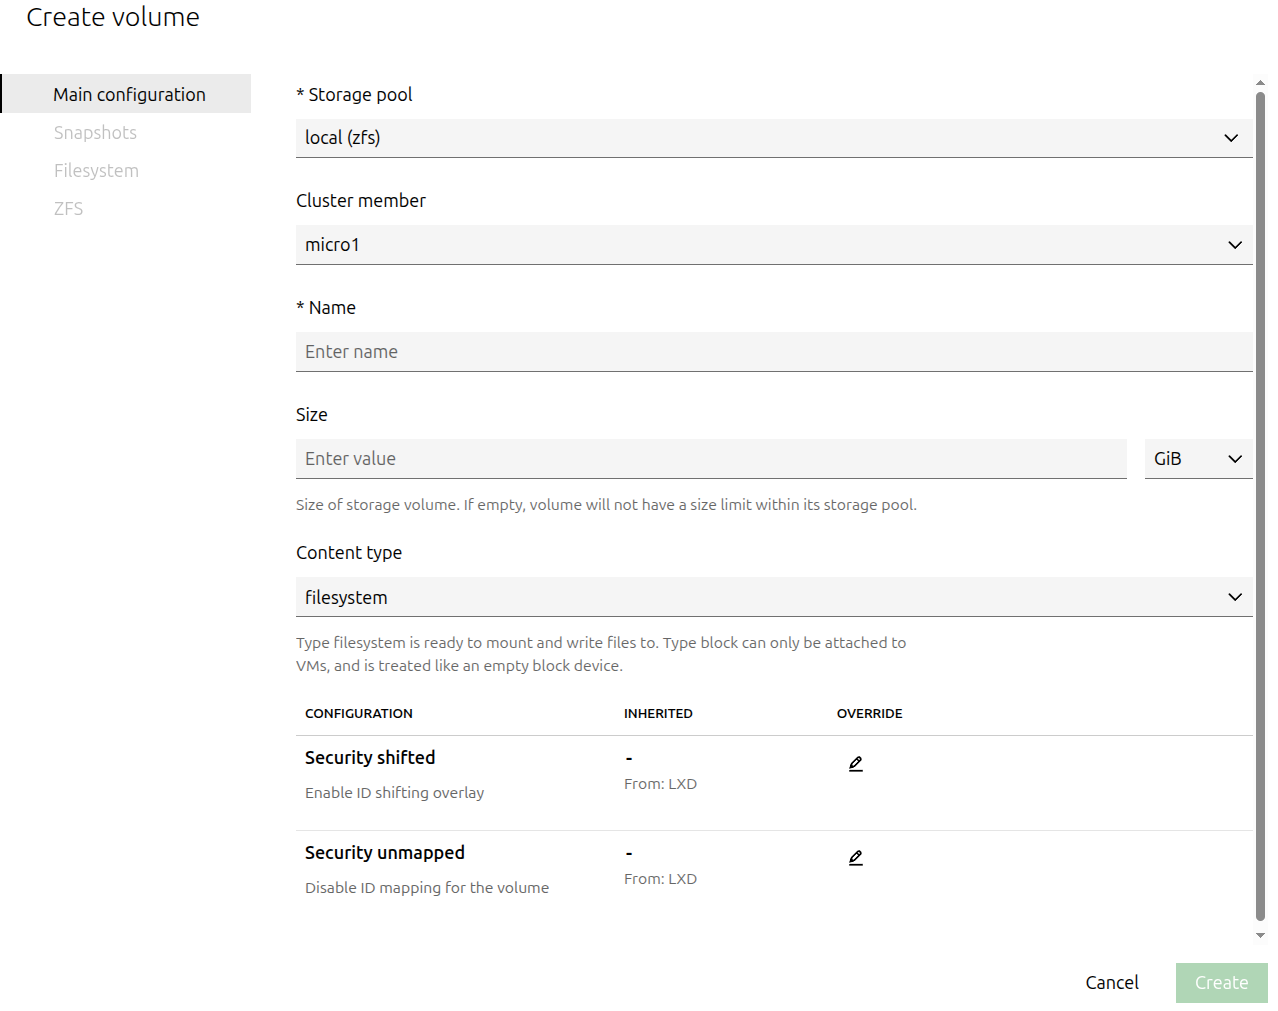 Create volume
Main configuration
Snapshots
Filesystem
ZFS
* Storage pool
local (zfs)
Cluster member
micro1
* Name
Enter name
Size
Enter value
GiB
Size of storage volume. If empty, volume will not have a size limit within its storage pool.
Content type
filesystem
Type filesystem is ready to mount and write files to. Type block can only be attached to
VMs, and is treated like an empty block device.
CONFIGURATION INHERITED OVERRIDE
Security shifted -
Enable ID shifting overlay From: LXD
Security unmapped -
Disable ID mapping for the volume From: LXD
Cancel Create